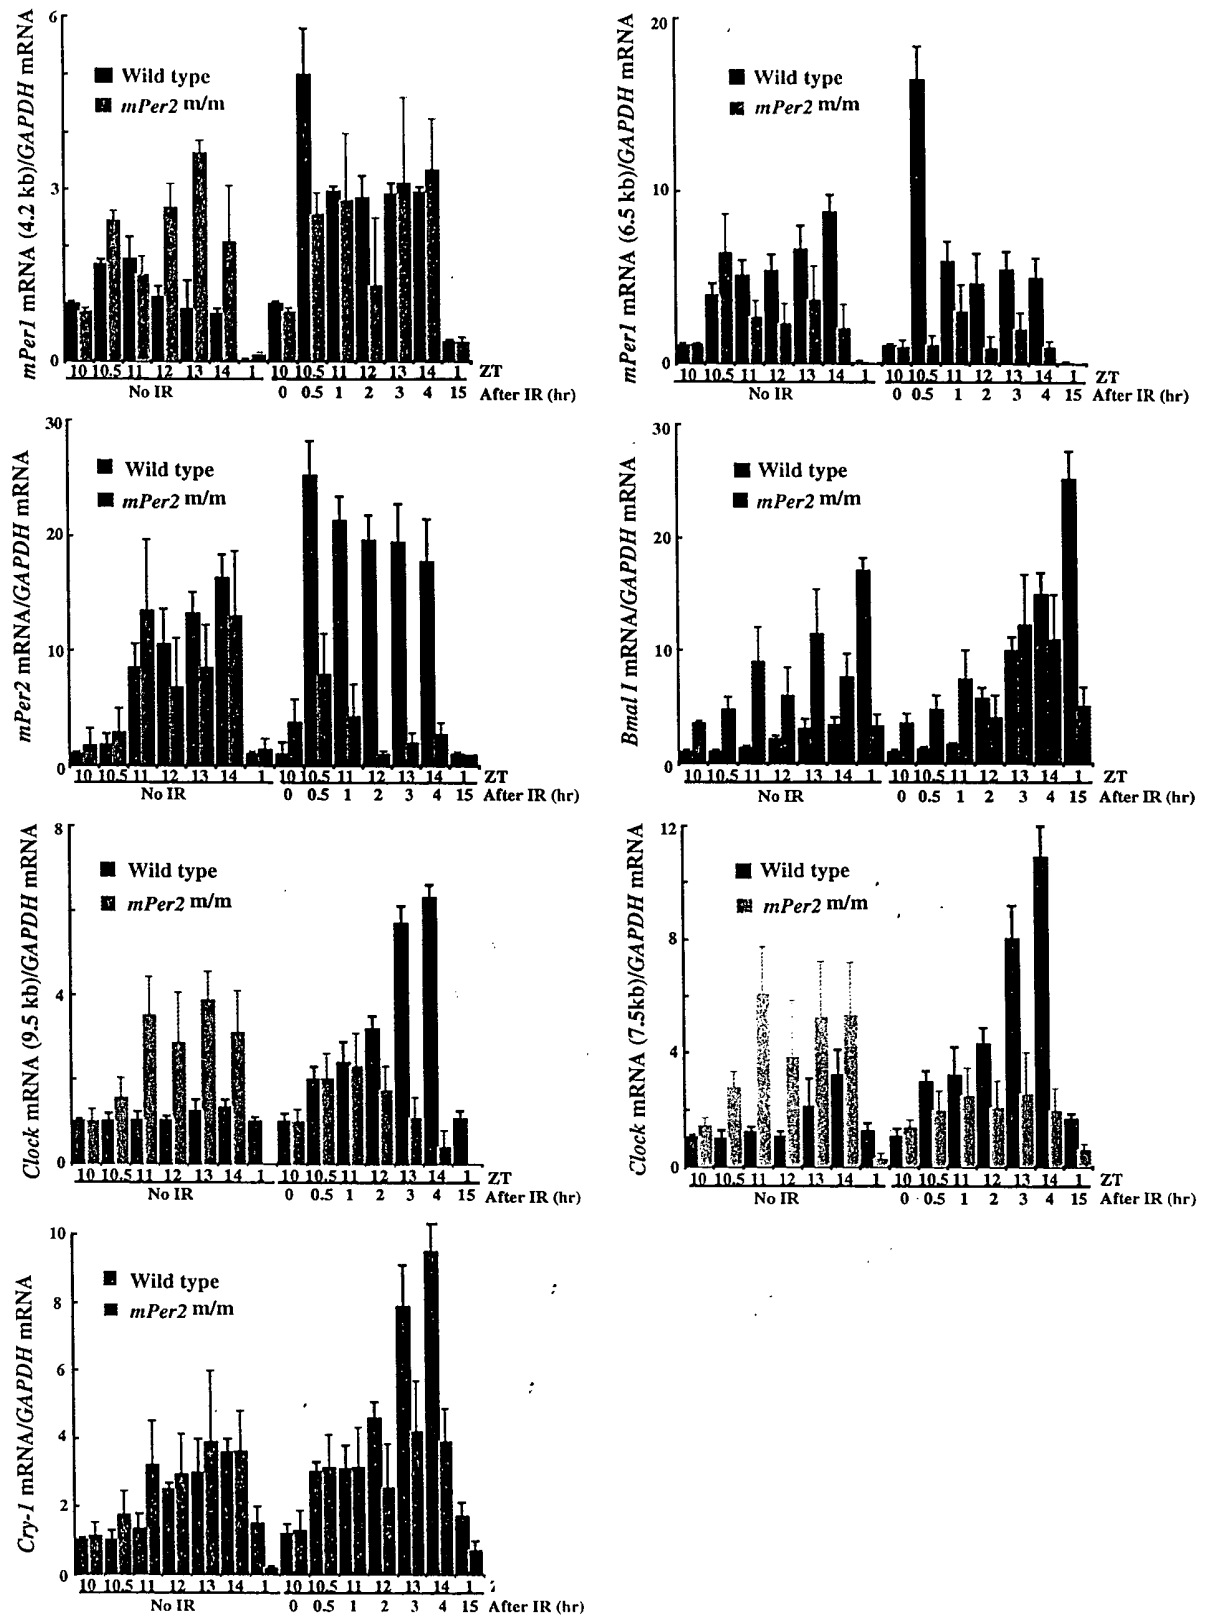 mPer1 mRNA (4.2 kb)/GAPDH mRNA
6
3
0
Wild type
mPer2 m/m
10 10.5 11 12 13 14 1 10 10.5 11 12 13 14 1 ZT
No IR 0 0.5 1 2 3 4 15 After IR (hr)
mPer1 mRNA (6.5 kb)/GAPDH mRNA
20
10
0
Wild type
mPer2 m/m
10 10.5 11 12 13 14 1 10 10.5 11 12 13 14 1 ZT
No IR 0 0.5 1 2 3 4 15 After IR (hr)
mPer2 mRNA/GAPDH mRNA
30
20
10
0
Wild type
mPer2 m/m
10 10.5 11 12 13 14 1 10 10.5 11 12 13 14 1 ZT
No IR 0 0.5 1 2 3 4 15 After IR (hr)
Bmal I mRNA/GAPDH mRNA
30
20
10
0
Wild type
mPer2 m/m
10 10.5 11 12 13 14 1 10 10.5 11 12 13 14 1 ZT
No IR 0 0.5 1 2 3 4 15 After IR (hr)
Clock mRNA (9.5 kb)/GAPDH mRNA
8
4
0
Wild type
mPer2 m/m
10 10.5 11 12 13 14 1 10 10.5 11 12 13 14 1 ZT
No IR 0 0.5 1 2 3 4 15 After IR (hr)
Clock mRNA (7.5kb)/GAPDH mRNA
12
8
4
0
Wild type
mPer2 m/m
10 10.5 11 12 13 14 1 10 10.5 11 12 13 14 1 ZT
No IR 0 0.5 1 2 3 4 15 After IR (hr)
Cry-1 mRNA/GAPDH mRNA
10
8
6
4
2
0
Wild type
mPer2 m/m
10 10.5 11 12 13 14 1 10 10.5 11 12 13 14 1
No IR 0 0.5 1 2 3 4 15 After IR (hr)